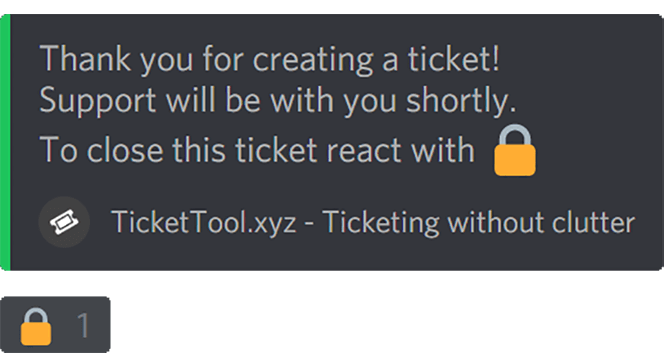 Thank you for creating a ticket!
Support will be with you shortly.
To close this ticket react with 🔒
TicketTool.xyz - Ticketing without clutter
🔒 1